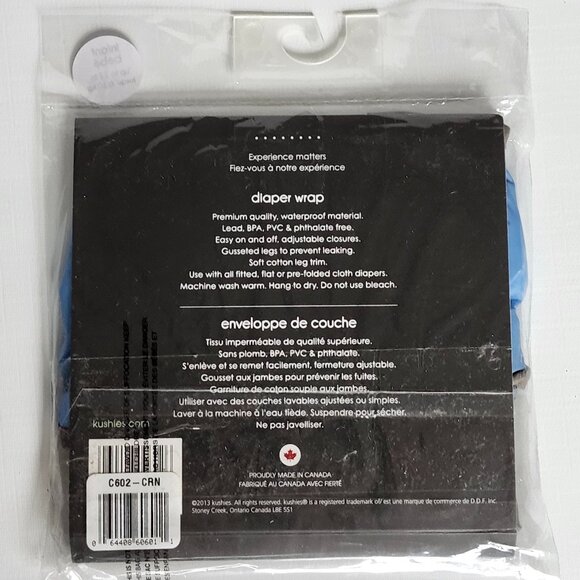 infant
bébé
Experience matters
Fiez-vous à notre expérience
diaper wrap
Premium quality, waterproof material.
Lead, BPA, PVC & phthalate free.
Easy on and off, adjustable closures.
Gusseted legs to prevent leaking.
Soft cotton leg trim.
Use with all fitted, flat or pre-folded cloth diapers.
Machine wash warm. Hang to dry. Do not use bleach.
enveloppe de couche
Tissu imperméable de qualité supérieure.
Sans plomb, BPA, PVC & phthalate.
S'enlève et se remet facilement, fermeture ajustable.
Gousset aux jambes pour prévenir les fuites.
Garniture de coton souple aux jambes.
Utiliser avec des couches lavables ajustées ou simples.
Laver à la machine à l'eau tiède. Suspendre pour sécher.
Ne pas javelliser.
kushies.com
C602-CRN
0 64408 60601 1
PROUDLY MADE IN CANADA
FABRIQUÉ AU CANADA AVEC FIERTÉ
©2013 kushies. All rights reserved. kushies® is a registered trademark of/ est une marque de commerce de D.D.F. Inc.
Stoney Creek, Ontario Canada L8E 5S1